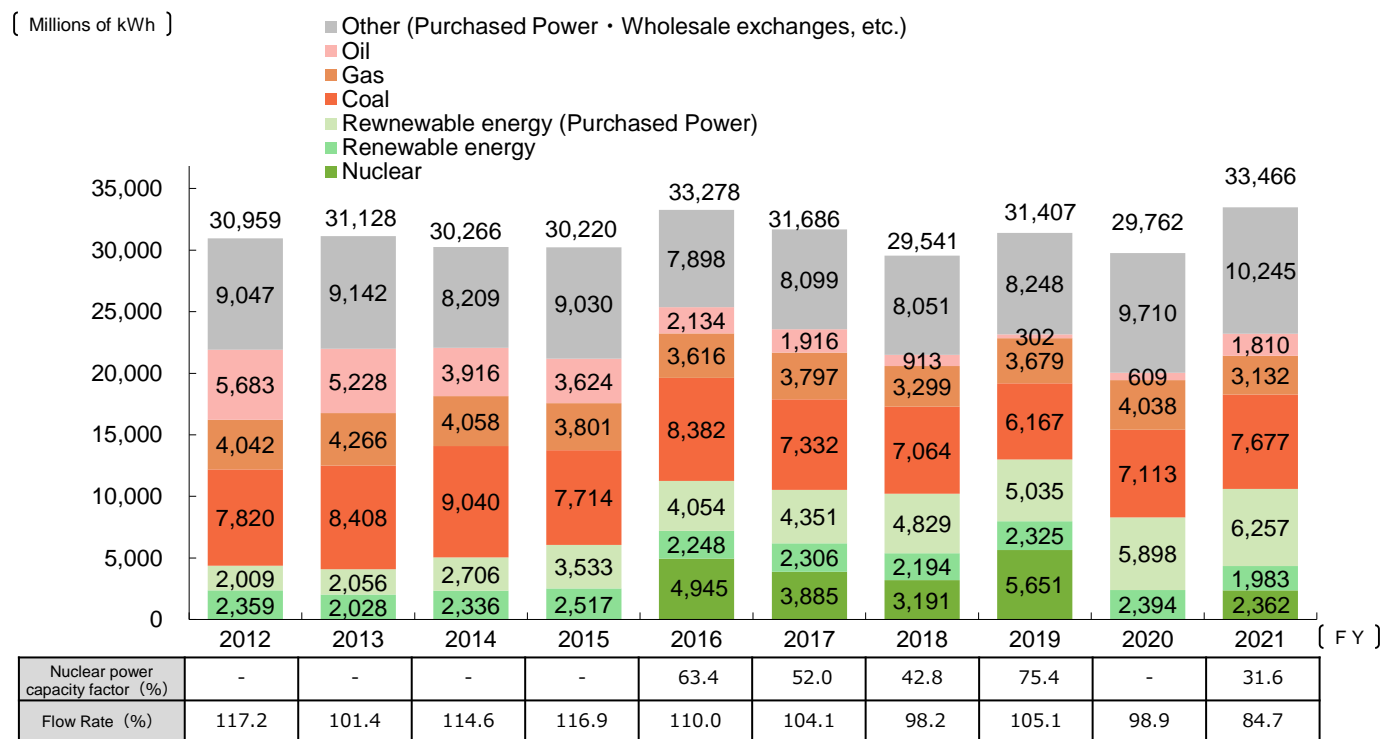 〔 Millions of kWh 〕
Other (Purchased Power・Wholesale exchanges, etc.)
Oil
Gas
Coal
Rewnewable energy (Purchased Power)
Renewable energy
Nuclear
35,000
30,000
25,000
20,000
15,000
10,000
5,000
0
30,959 31,128 30,266 30,220 33,278 31,686 29,541 31,407 29,762 33,466
9,047 9,142 8,209 9,030 7,898 8,099 8,051 8,248 9,710 10,245
5,683 5,228 3,916 3,624 2,134 1,916 913 302 609 1,810
4,042 4,266 4,058 3,801 3,616 3,797 3,299 3,679 4,038 3,132
7,820 8,408 9,040 7,714 8,382 7,332 7,064 6,167 7,113 7,677
2,009 2,056 2,706 3,533 4,054 4,351 4,829 5,035 5,898 6,257
2,359 2,028 2,336 2,517 2,248 2,306 2,194 2,325 2,394 1,983
4,945 3,885 3,191 5,651 2,362
2012 2013 2014 2015 2016 2017 2018 2019 2020 2021 〔 F Y 〕
Nuclear power
capacity factor（%） - - - - 63.4 52.0 42.8 75.4 - 31.6
Flow Rate（%） 117.2 101.4 114.6 116.9 110.0 104.1 98.2 105.1 98.9 84.7